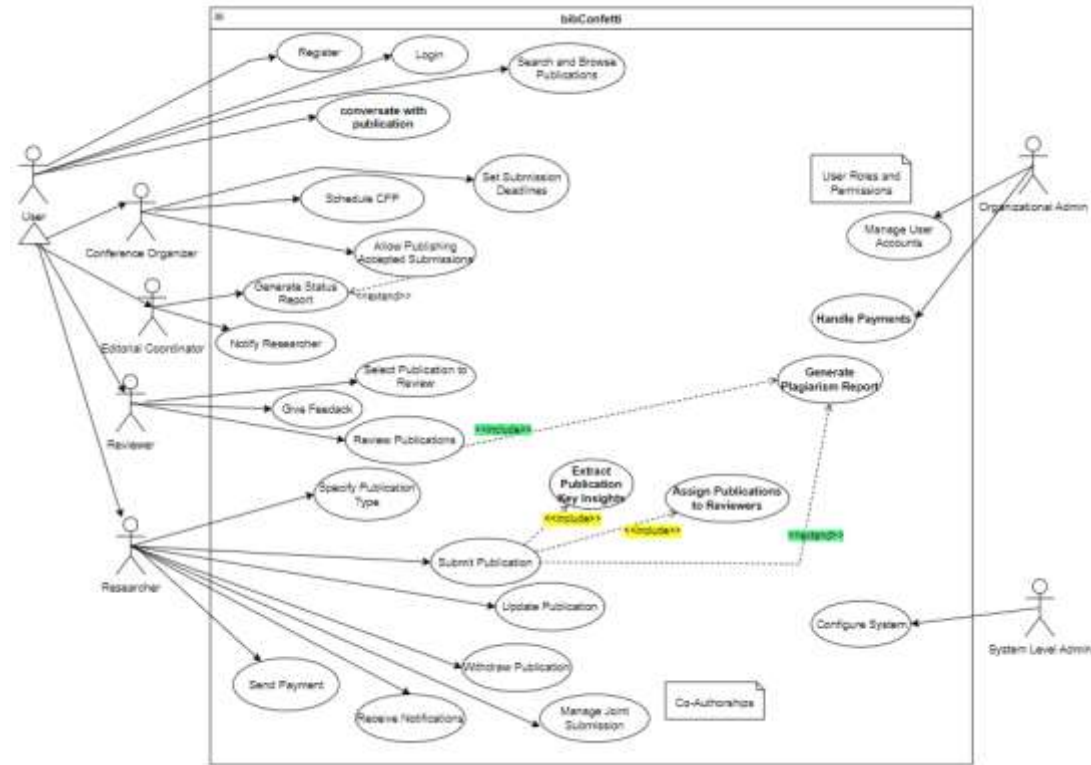 bibConfetti
Register
Login
Search and Browse
Publications
conversate with
publication
User
Set Submission
Deadlines
Schedule CFP
User Roles and
Permissions
Organizational Admin
Manage User
Accounts
Conference Organizer
Allow Publishing
Accepted Submissions
Generate Status
Report
<<extend>>
Handle Payments
Editorial Coordinator
Notify Researcher
Select Publication to
Review
Generate
Plagiarism Report
Give Feedack
Reviewer
Review Publications
<<include>>
Specify Publication
Type
Extract
Publication
Key Insights
Assign Publications
to Reviewers
<<include>>
<<include>>
<<extend>>
Submit Publication
Researcher
Update Publication
Configure System
System Level Admin
Withdraw Publication
Send Payment
Receive Notifications
Manage Joint
Submission
Co-Authorships